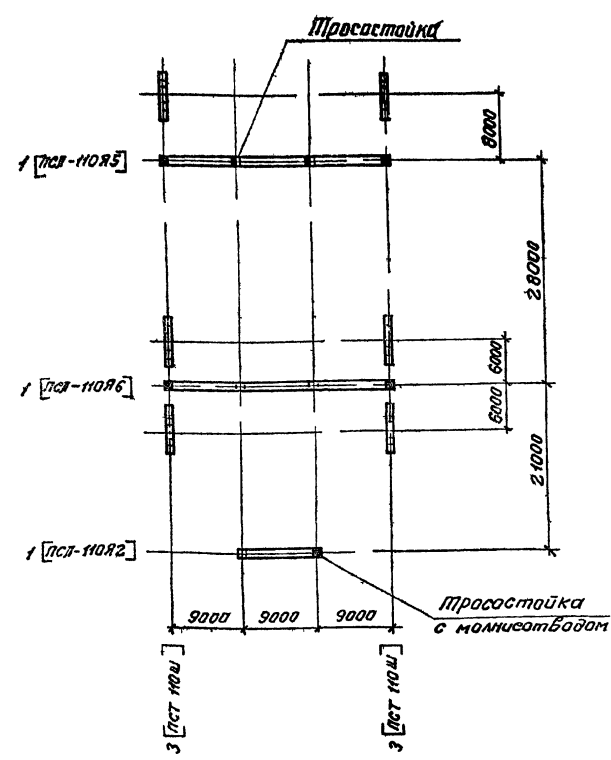 Тросостойка
8000
1 [ПСЛ-110Я5]
28000
6000
1 [ПСЛ-110Я6]
6000
21000
1 [ПСЛ-110Я2]
Тросостойка
с молниеотводом
9000 9000 9000
3 [ПСТ 110Ш]
3 [ПСТ 110Ш]